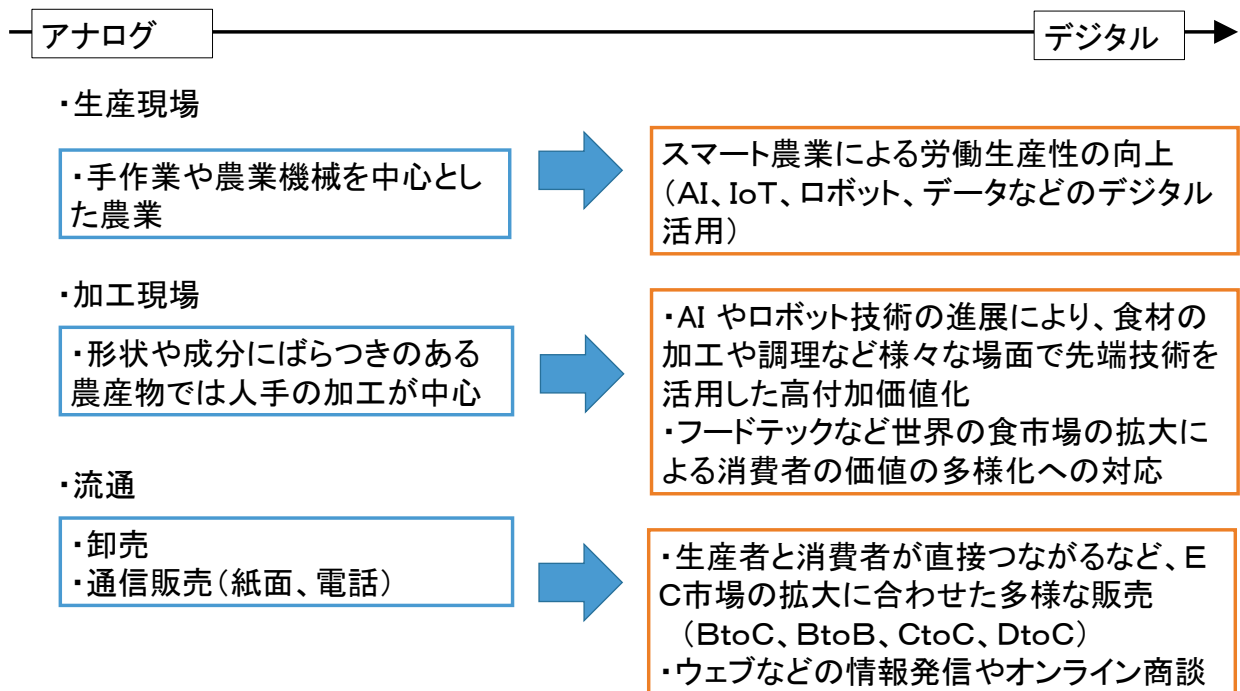 アナログ
デジタル
・生産現場
・手作業や農業機械を中心とし
た農業
スマート農業による労働生産性の向上
（AI、IoT、ロボット、データなどのデジタル
活用）
・加工現場
・形状や成分にばらつきのある
農産物では人手の加工が中心
・AI やロボット技術の進展により、食材の
加工や調理など様々な場面で先端技術を
活用した高付加価値化
・フードテックなど世界の食市場の拡大に
よる消費者の価値の多様化への対応
・流通
・卸売
・通信販売（紙面、電話）
・生産者と消費者が直接つながるなど、Ｅ
Ｃ市場の拡大に合わせた多様な販売
（ＢtoＣ、ＢtoＢ、ＣtoＣ、ＤtoＣ）
・ウェブなどの情報発信やオンライン商談